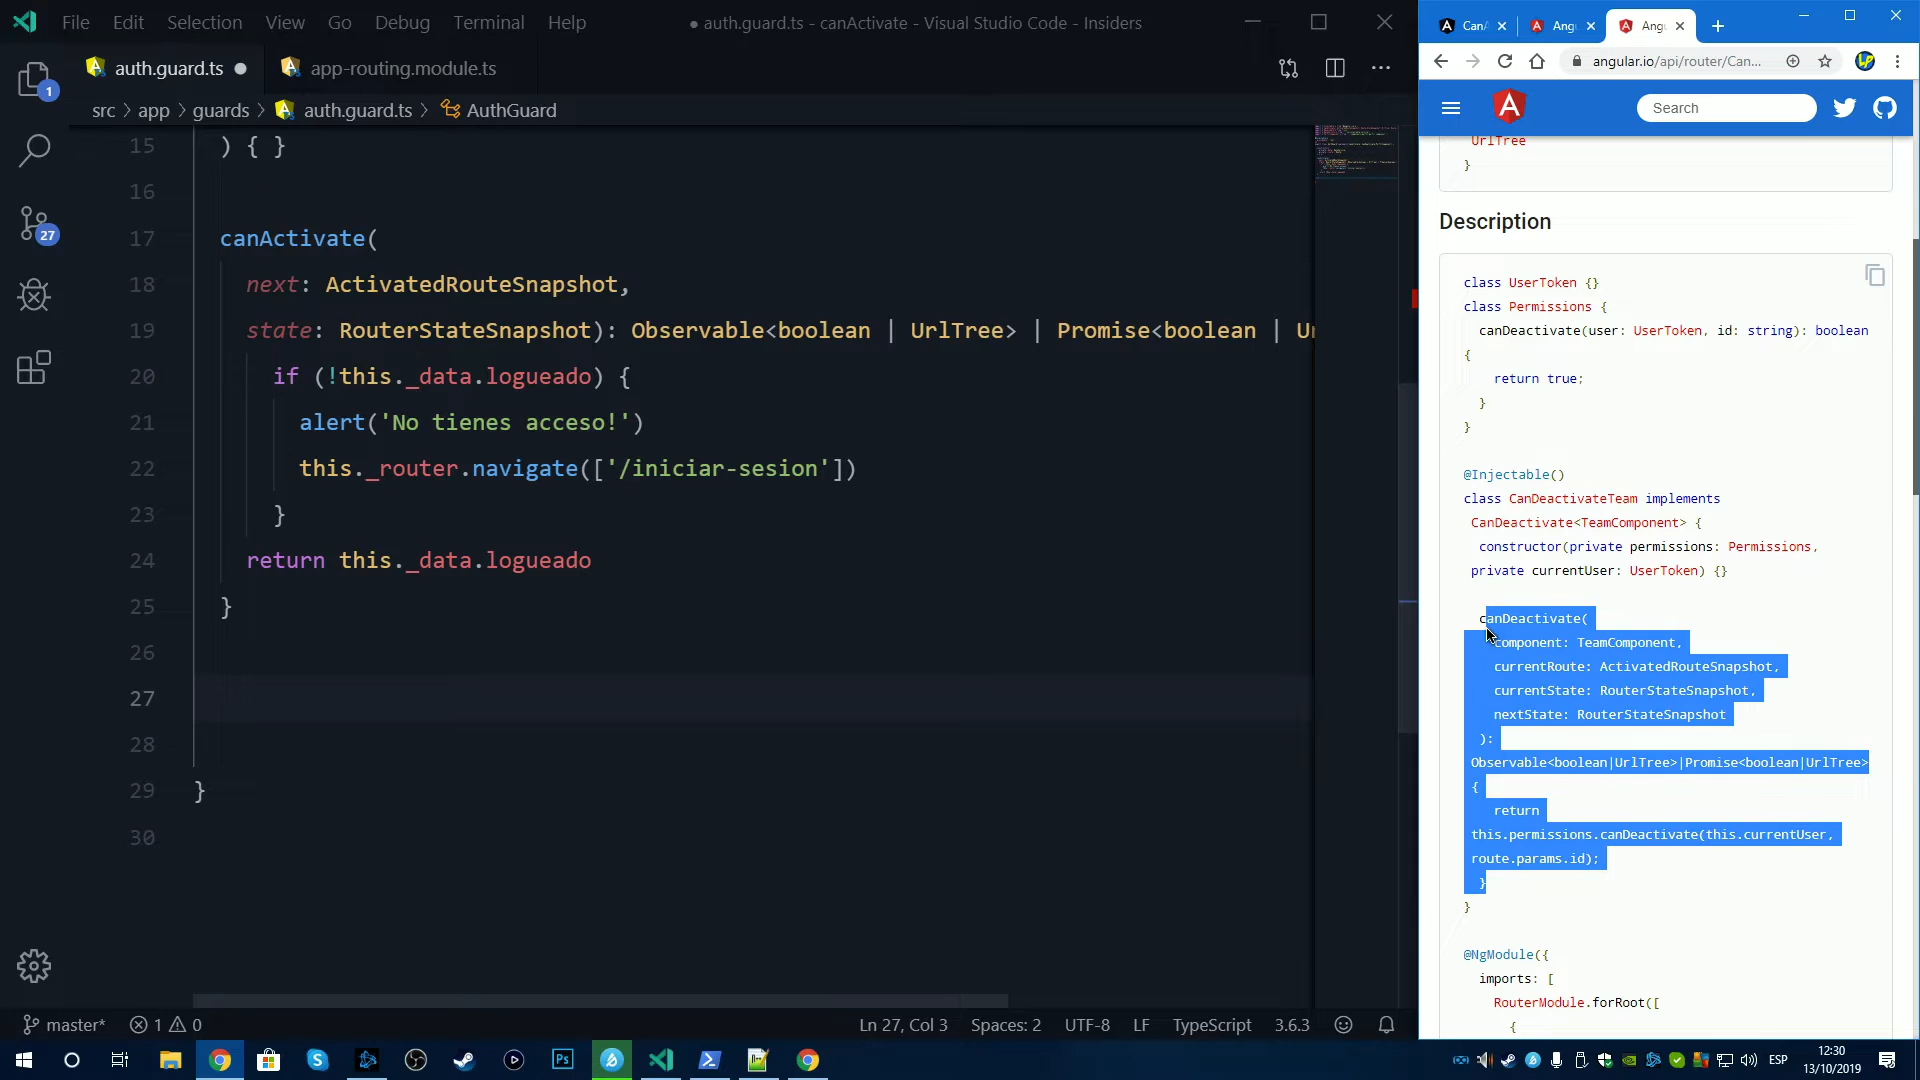 File Edit Selection View Go Debug Terminal Help
● auth.guard.ts - canActivate - Visual Studio Code - Insiders
auth.guard.ts ●
app-routing.module.ts
src > app > guards > auth.guard.ts > AuthGuard
1
27
15 ) { }
16
17 canActivate(
18 next: ActivatedRouteSnapshot,
19 state: RouterStateSnapshot): Observable<boolean | UrlTree> | Promise<boolean | Ur
20 if (!this._data.logueado) {
21 alert('No tienes acceso!')
22 this._router.navigate(['/iniciar-sesion'])
23 }
24 return this._data.logueado
25 }
26
27
28
29 }
30
master* 1 0
Ln 27, Col 3 Spaces: 2 UTF-8 LF TypeScript 3.6.3
CanA
Ang
Ang
angular.io/api/router/Can...
Search
UrlTree
}
Description
class UserToken {}
class Permissions {
canDeactivate(user: UserToken, id: string): boolean
{
return true;
}
}
@Injectable()
class CanDeactivateTeam implements
CanDeactivate<TeamComponent> {
constructor(private permissions: Permissions,
private currentUser: UserToken) {}
canDeactivate(
component: TeamComponent,
currentRoute: ActivatedRouteSnapshot,
currentState: RouterStateSnapshot,
nextState: RouterStateSnapshot
):
Observable<boolean|UrlTree>|Promise<boolean|UrlTree>
{
return
this.permissions.canDeactivate(this.currentUser,
route.params.id);
}
}
@NgModule({
imports: [
RouterModule.forRoot([
{
Ps
ESP
12:30
13/10/2019